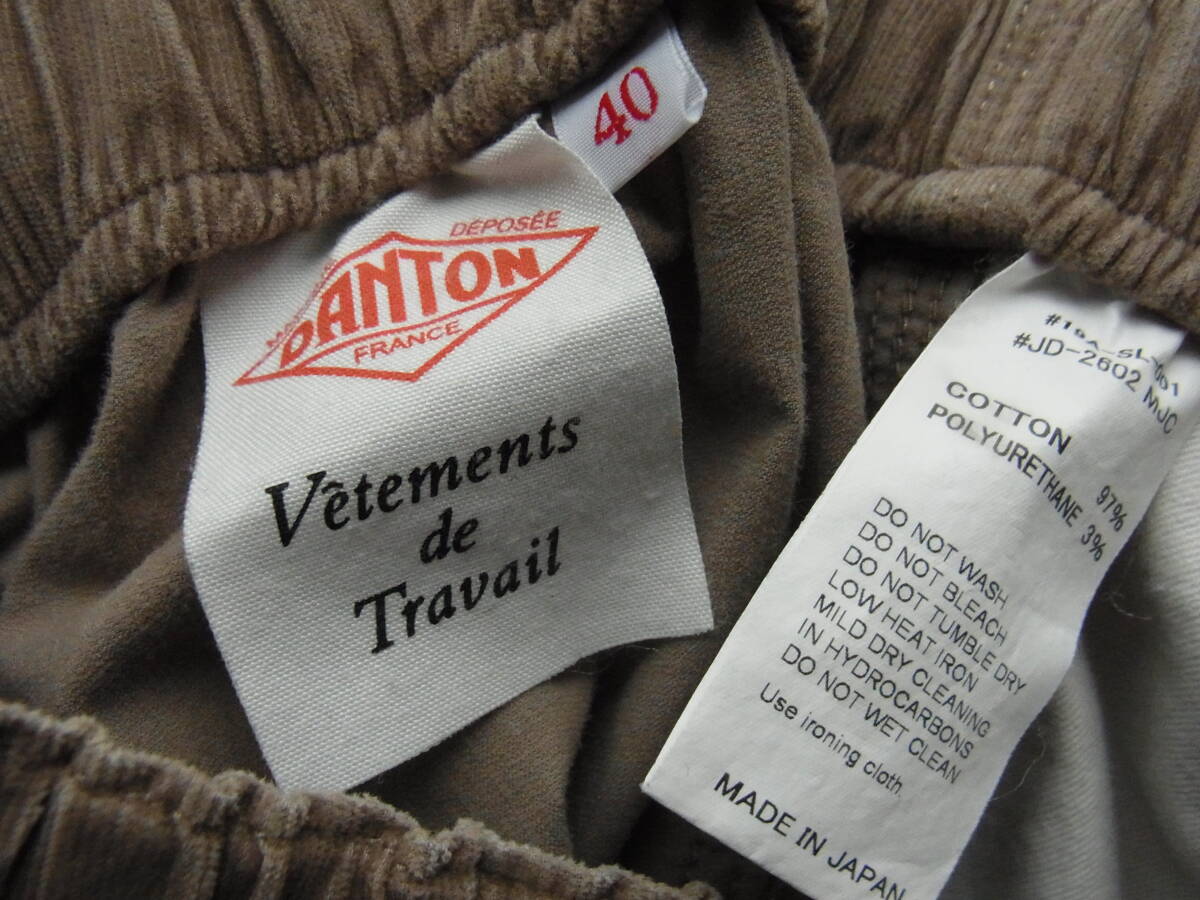 40
DÉPOSÉE
DANTON
FRANCE
Vêtements
de
Travail
#JD-2602 MJC
COTTON 97%
POLYURETHANE 3%
DO NOT WASH
DO NOT BLEACH
DO NOT TUMBLE DRY
LOW HEAT IRON
MILD DRY CLEANING
IN HYDROCARBONS
DO NOT WET CLEAN
Use ironing cloth.
MADE IN JAPAN